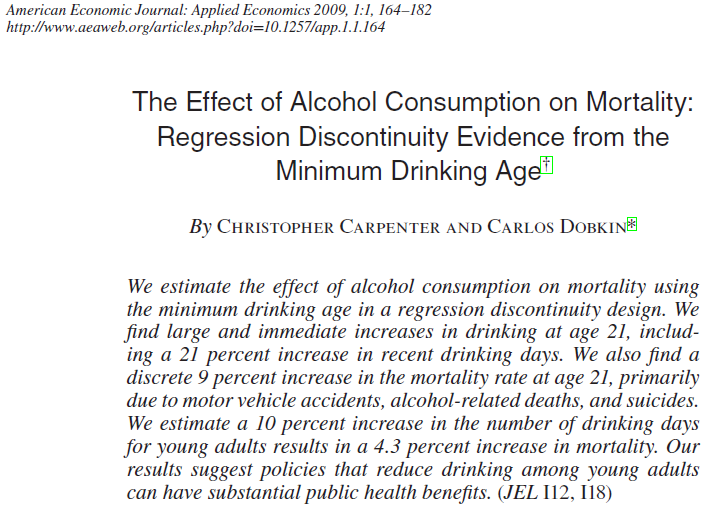 American Economic Journal: Applied Economics 2009, 1:1, 164–182
http://www.aeaweb.org/articles.php?doi=10.1257/app.1.1.164
The Effect of Alcohol Consumption on Mortality:
Regression Discontinuity Evidence from the
Minimum Drinking Age†
By Christopher Carpenter and Carlos Dobkin*
We estimate the effect of alcohol consumption on mortality using
the minimum drinking age in a regression discontinuity design. We
find large and immediate increases in drinking at age 21, includ-
ing a 21 percent increase in recent drinking days. We also find a
discrete 9 percent increase in the mortality rate at age 21, primarily
due to motor vehicle accidents, alcohol-related deaths, and suicides.
We estimate a 10 percent increase in the number of drinking days
for young adults results in a 4.3 percent increase in mortality. Our
results suggest policies that reduce drinking among young adults
can have substantial public health benefits. (JEL I12, I18)